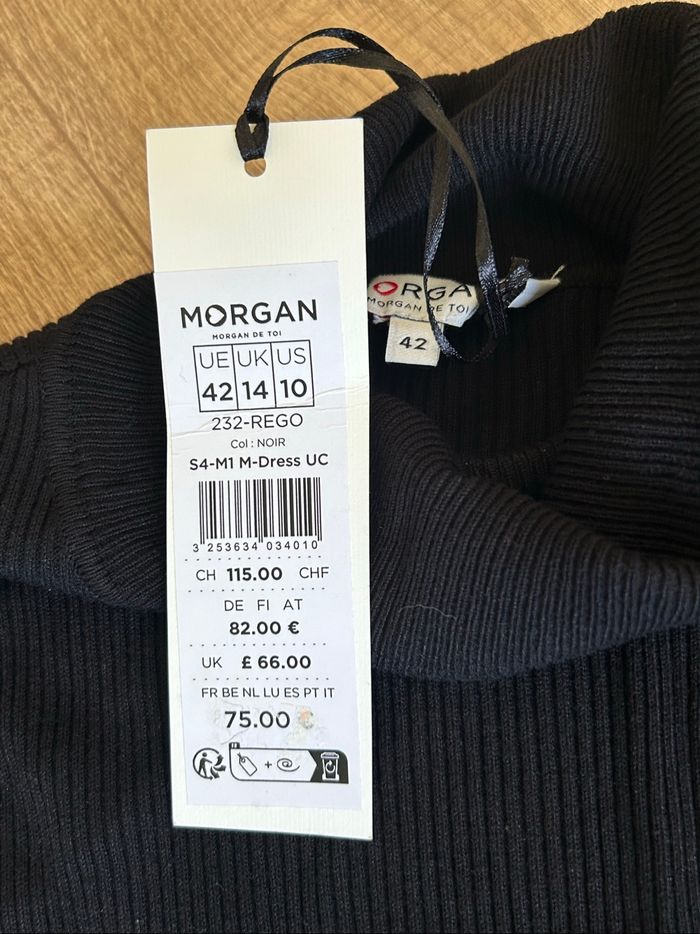 MORGAN
MORGAN DE TOI
UE UK US
42 14 10
232-REGO
Col : NOIR
S4-M1 M-Dress UC
3 253634 034010
CH 115.00 CHF
DE FI AT
82.00 €
UK £ 66.00
FR BE NL LU ES PT IT
75.00 €
ORGA
MORGAN DE TOI
42